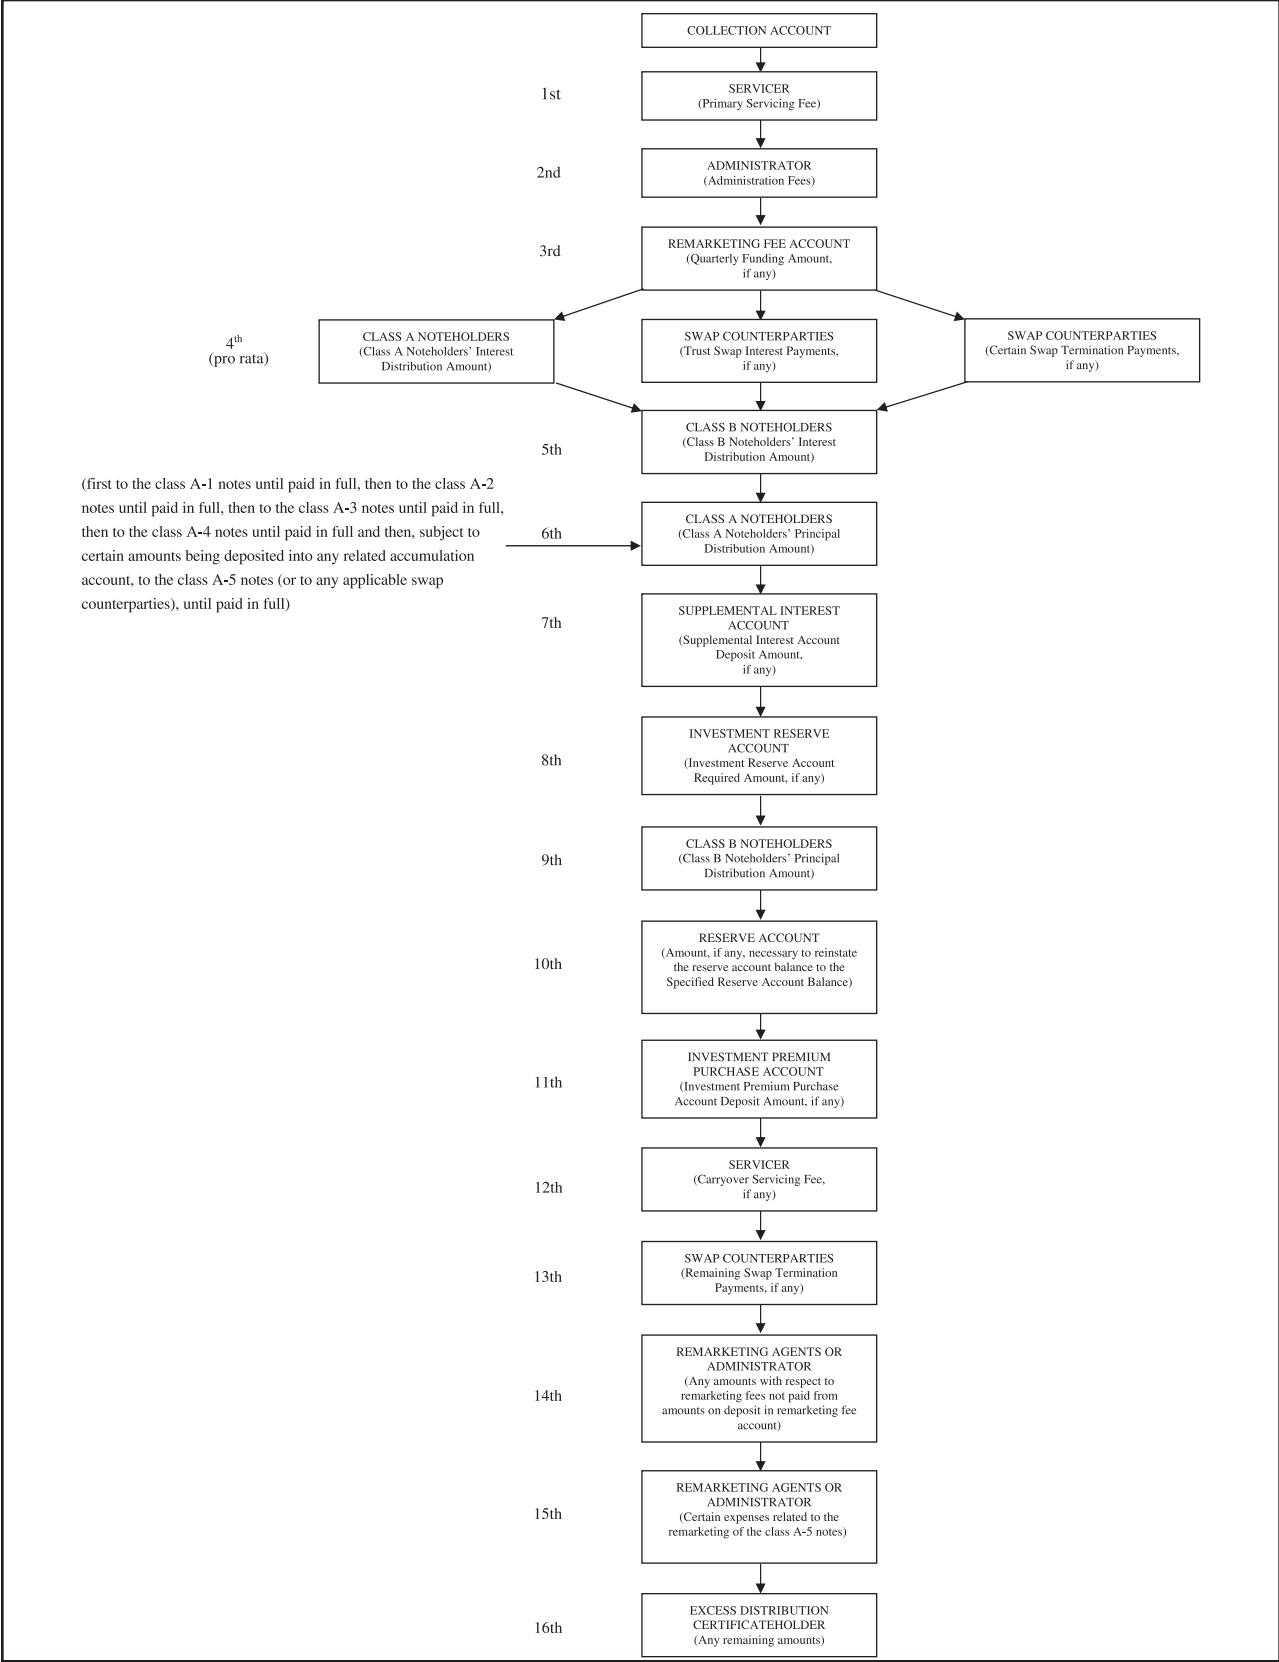 COLLECTION ACCOUNT
1st
SERVICER
(Primary Servicing Fee)
2nd
ADMINISTRATOR
(Administration Fees)
3rd
REMARKETING FEE ACCOUNT
(Quarterly Funding Amount,
if any)
4th
(pro rata)
CLASS A NOTEHOLDERS
(Class A Noteholders’ Interest
Distribution Amount)
SWAP COUNTERPARTIES
(Trust Swap Interest Payments,
if any)
SWAP COUNTERPARTIES
(Certain Swap Termination Payments,
if any)
5th
CLASS B NOTEHOLDERS
(Class B Noteholders’ Interest
Distribution Amount)
(first to the class A-1 notes until paid in full, then to the class A-2
notes until paid in full, then to the class A-3 notes until paid in full,
then to the class A-4 notes until paid in full and then, subject to
certain amounts being deposited into any related accumulation
account, to the class A-5 notes (or to any applicable swap
counterparties), until paid in full)
6th
CLASS A NOTEHOLDERS
(Class A Noteholders’ Principal
Distribution Amount)
7th
SUPPLEMENTAL INTEREST
ACCOUNT
(Supplemental Interest Account
Deposit Amount,
if any)
8th
INVESTMENT RESERVE
ACCOUNT
(Investment Reserve Account
Required Amount, if any)
9th
CLASS B NOTEHOLDERS
(Class B Noteholders’ Principal
Distribution Amount)
10th
RESERVE ACCOUNT
(Amount, if any, necessary to reinstate
the reserve account balance to the
Specified Reserve Account Balance)
11th
INVESTMENT PREMIUM
PURCHASE ACCOUNT
(Investment Premium Purchase
Account Deposit Amount, if any)
12th
SERVICER
(Carryover Servicing Fee,
if any)
13th
SWAP COUNTERPARTIES
(Remaining Swap Termination
Payments, if any)
14th
REMARKETING AGENTS OR
ADMINISTRATOR
(Any amounts with respect to
remarketing fees not paid from
amounts on deposit in remarketing fee
account)
15th
REMARKETING AGENTS OR
ADMINISTRATOR
(Certain expenses related to the
remarketing of the class A-5 notes)
16th
EXCESS DISTRIBUTION
CERTIFICATEHOLDER
(Any remaining amounts)